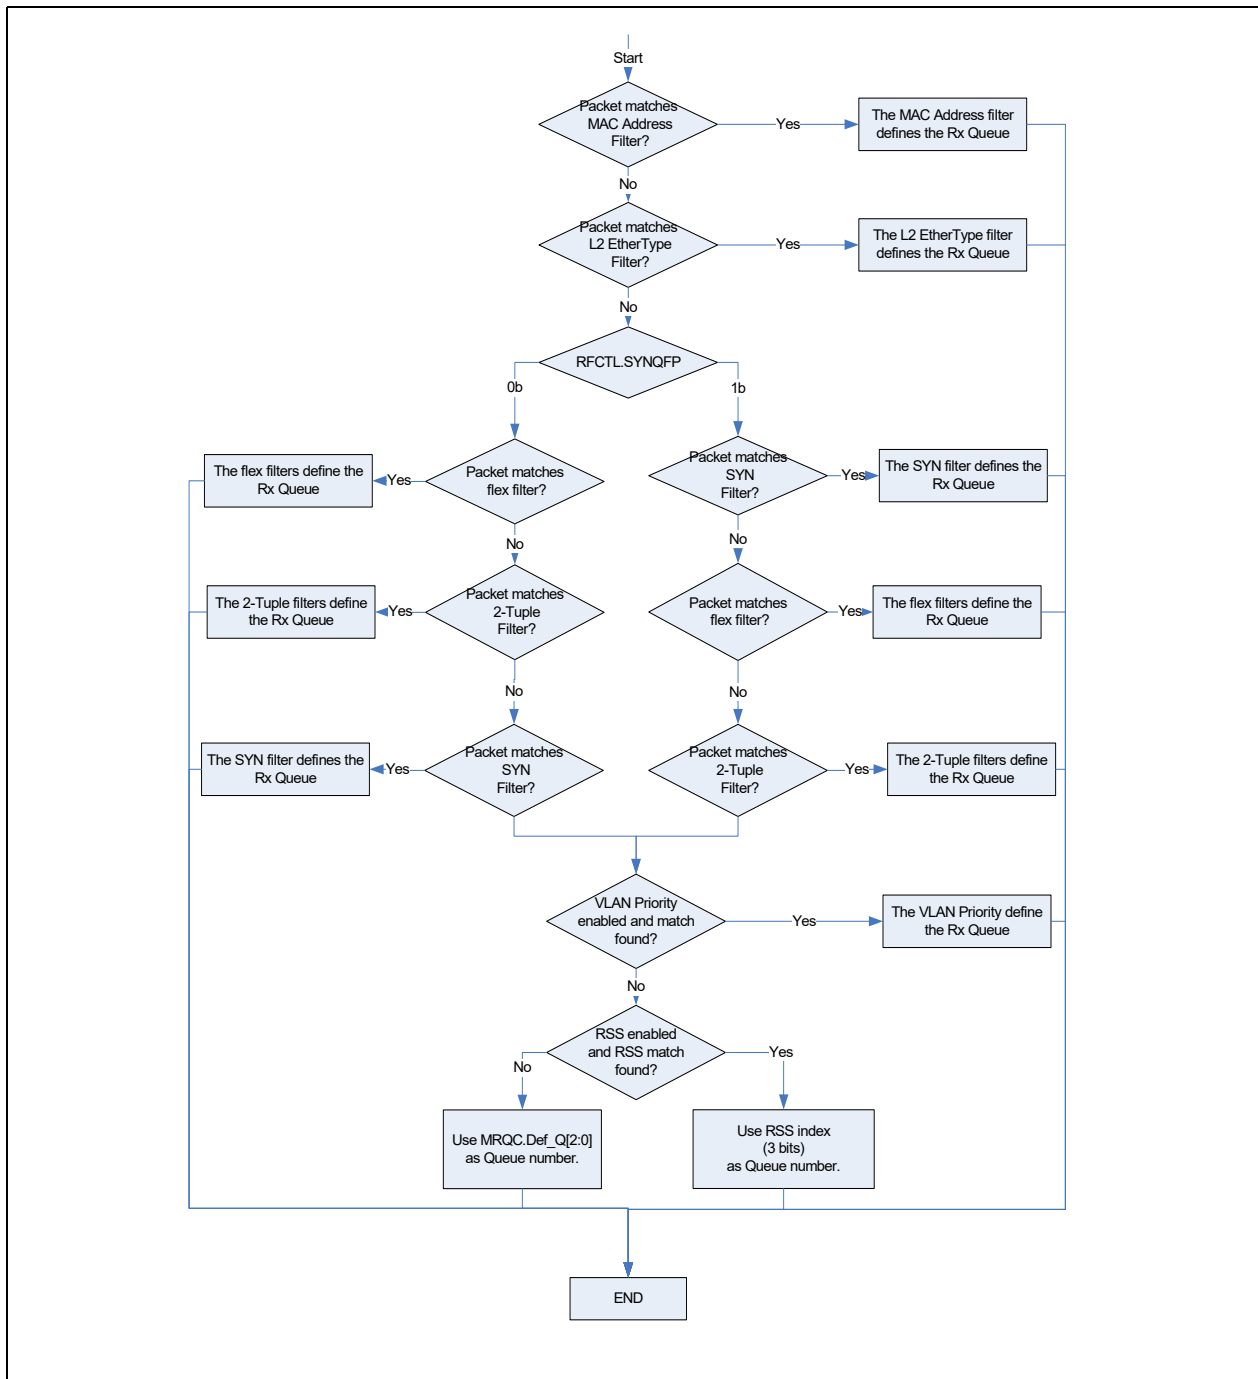 Start
Packet matches
MAC Address
Filter?
Yes
The MAC Address filter
defines the Rx Queue
No
Packet matches
L2 EtherType
Filter?
Yes
The L2 EtherType filter
defines the Rx Queue
No
RFCTL.SYNQFP
0b
1b
The flex filters define the
Rx Queue
Yes
Packet matches
flex filter?
Packet matches
SYN
Filter?
Yes
The SYN filter defines the
Rx Queue
No
No
The 2-Tuple filters define
the Rx Queue
Yes
Packet matches
2-Tuple
Filter?
Packet matches
flex filter?
Yes
The flex filters define the
Rx Queue
No
No
The SYN filter defines the
Rx Queue
Yes
Packet matches
SYN
Filter?
Packet matches
2-Tuple
Filter?
Yes
The 2-Tuple filters define
the Rx Queue
VLAN Priority
enabled and match
found?
Yes
The VLAN Priority define
the Rx Queue
No
RSS enabled
and RSS match
found?
No
Yes
Use MRQC.Def_Q[2:0]
as Queue number.
Use RSS index
(3 bits)
as Queue number.
END